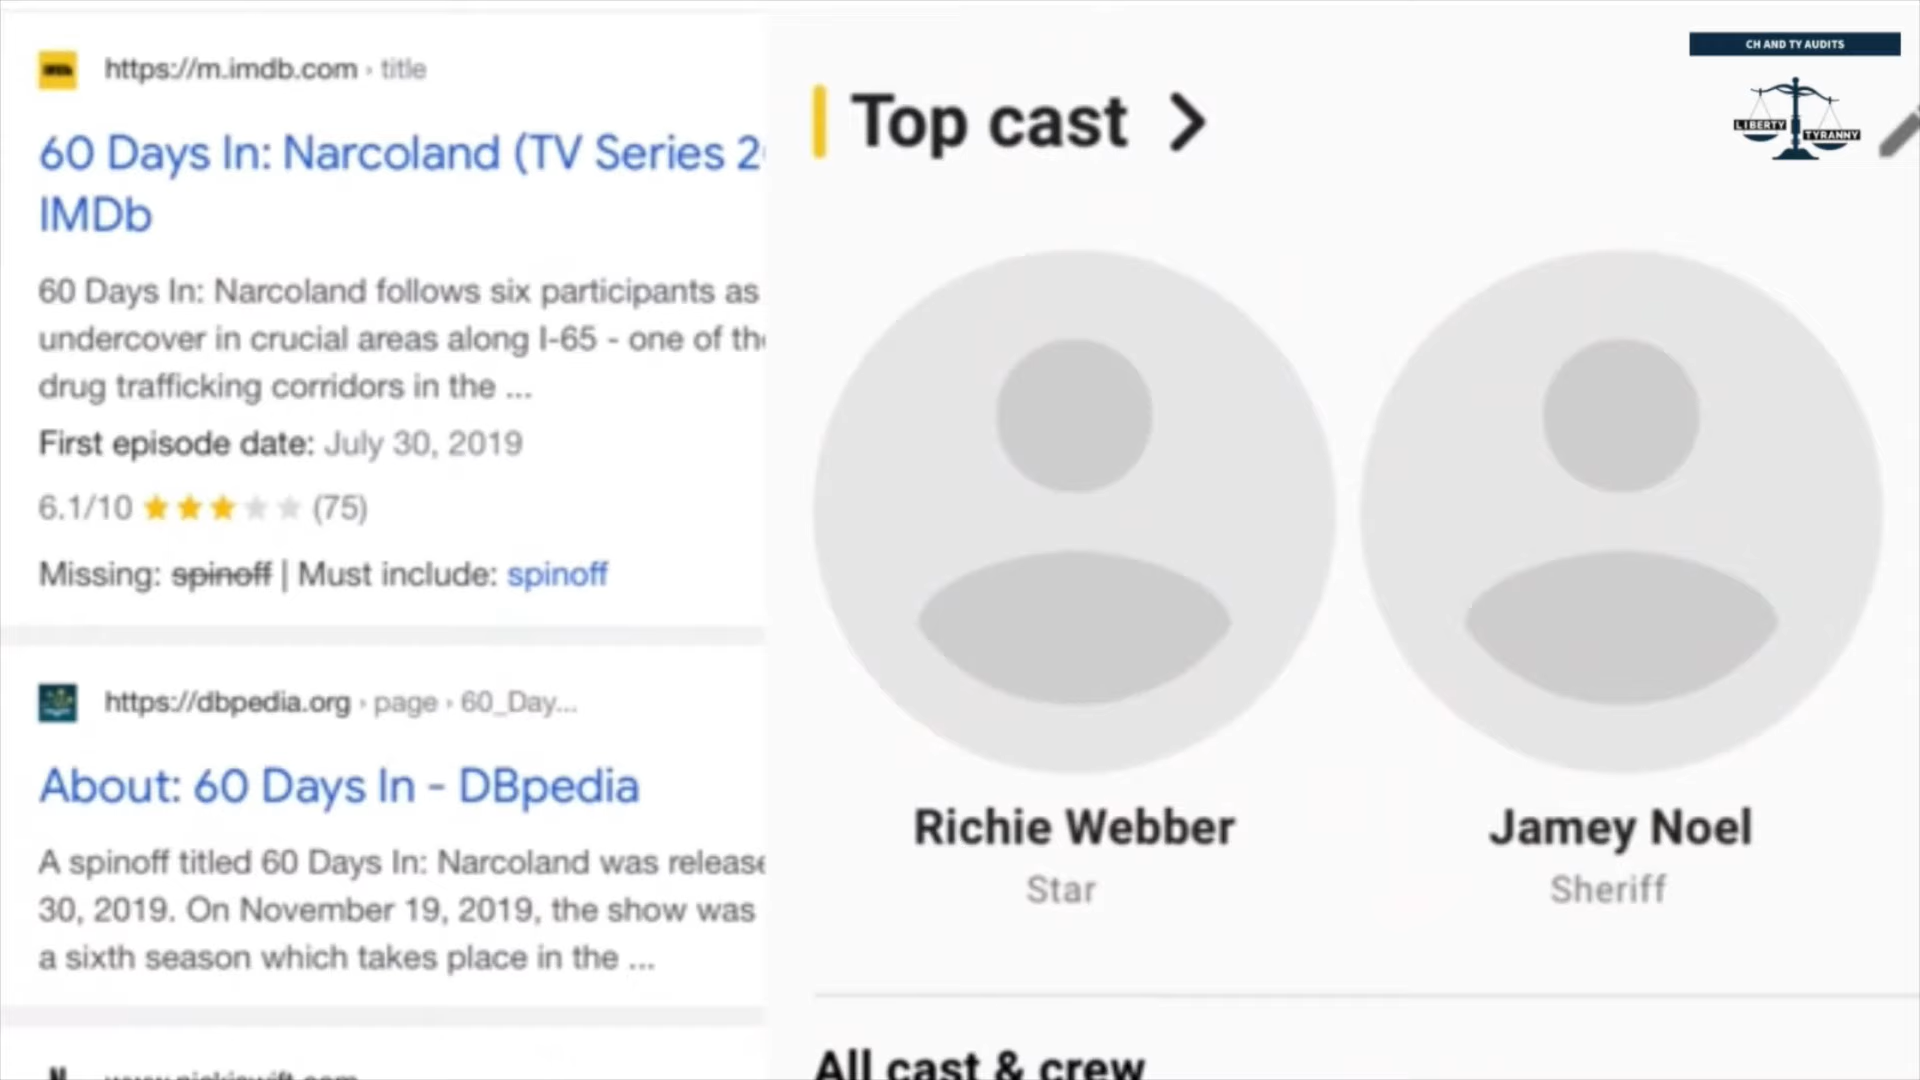 https://m.imdb.com › title
60 Days In: Narcoland (TV Series
IMDb
60 Days In: Narcoland follows six participants as
undercover in crucial areas along I-65 - one of
drug trafficking corridors in the ...
First episode date: July 30, 2019
6.1/10 (75)
Missing: spinoff | Must include: spinoff
https://dbpedia.org › page › 60_Day...
About: 60 Days In - DBpedia
A spinoff titled 60 Days In: Narcoland was release
30, 2019. On November 19, 2019, the show was
a sixth season which takes place in the ...
Top cast
Richie Webber
Star
Jamey Noel
Sheriff
All cast & crew
CH AND TY AUDITS
LIBERTY
TYRANNY